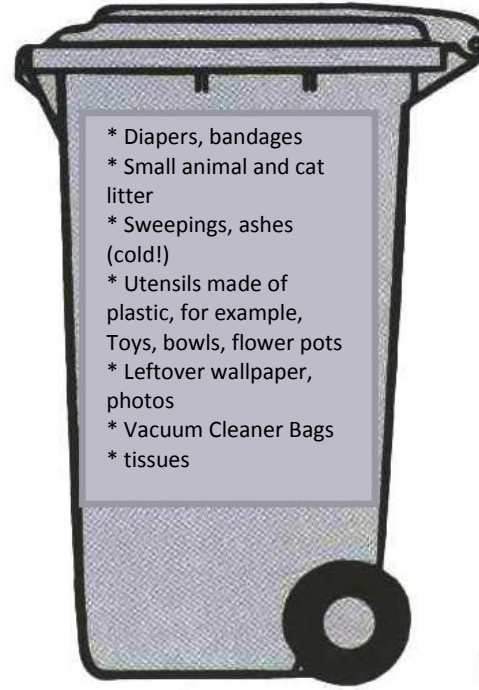 * Diapers, bandages
* Small animal and cat
litter
* Sweepings, ashes
(cold!)
* Utensils made of
plastic, for example,
Toys, bowls, flower pots
* Leftover wallpaper,
photos
* Vacuum Cleaner Bags
* tissues